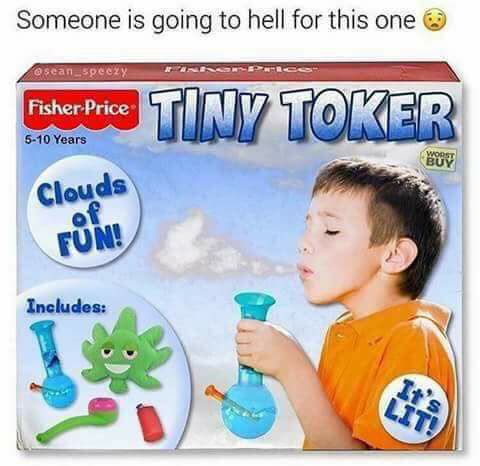 Someone is going to hell for this one 😧
@sean_speezy
Fisher-Price
Fisher-Price
TINY TOKER
5-10 Years
WORST
BUY
Clouds
of
FUN!
Includes:
It's
LIT!